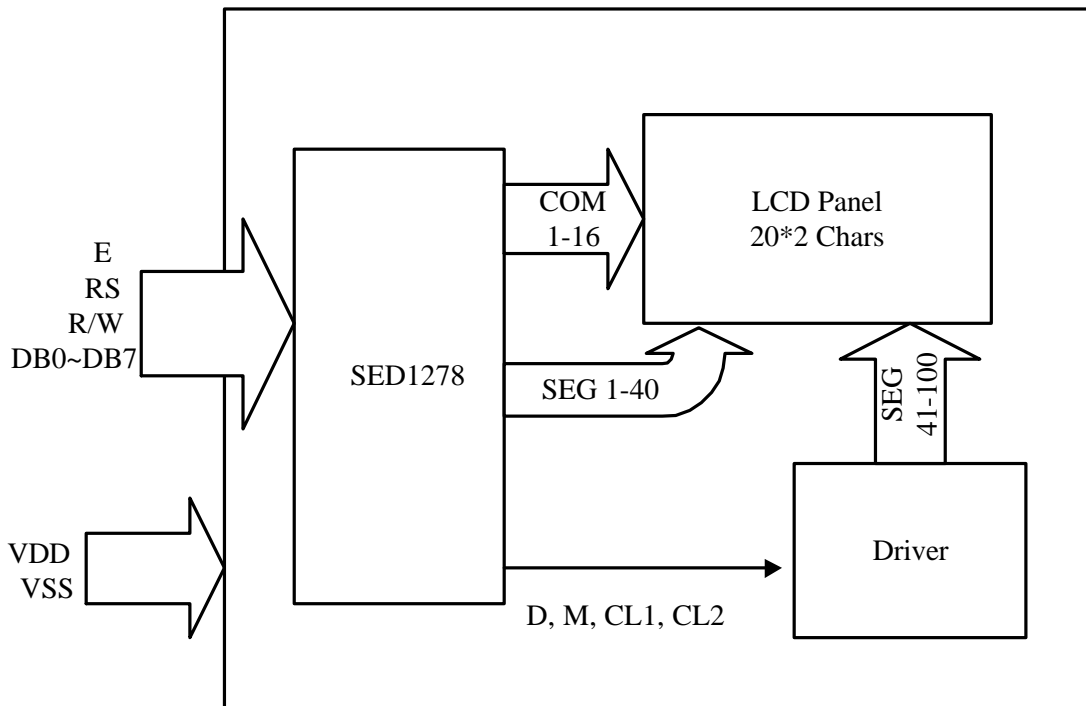 E
RS
R/W
DB0~DB7
VDD
VSS
SED1278
COM
1-16
SEG 1-40
D, M, CL1, CL2
LCD Panel
20*2 Chars
SEG
41-100
Driver